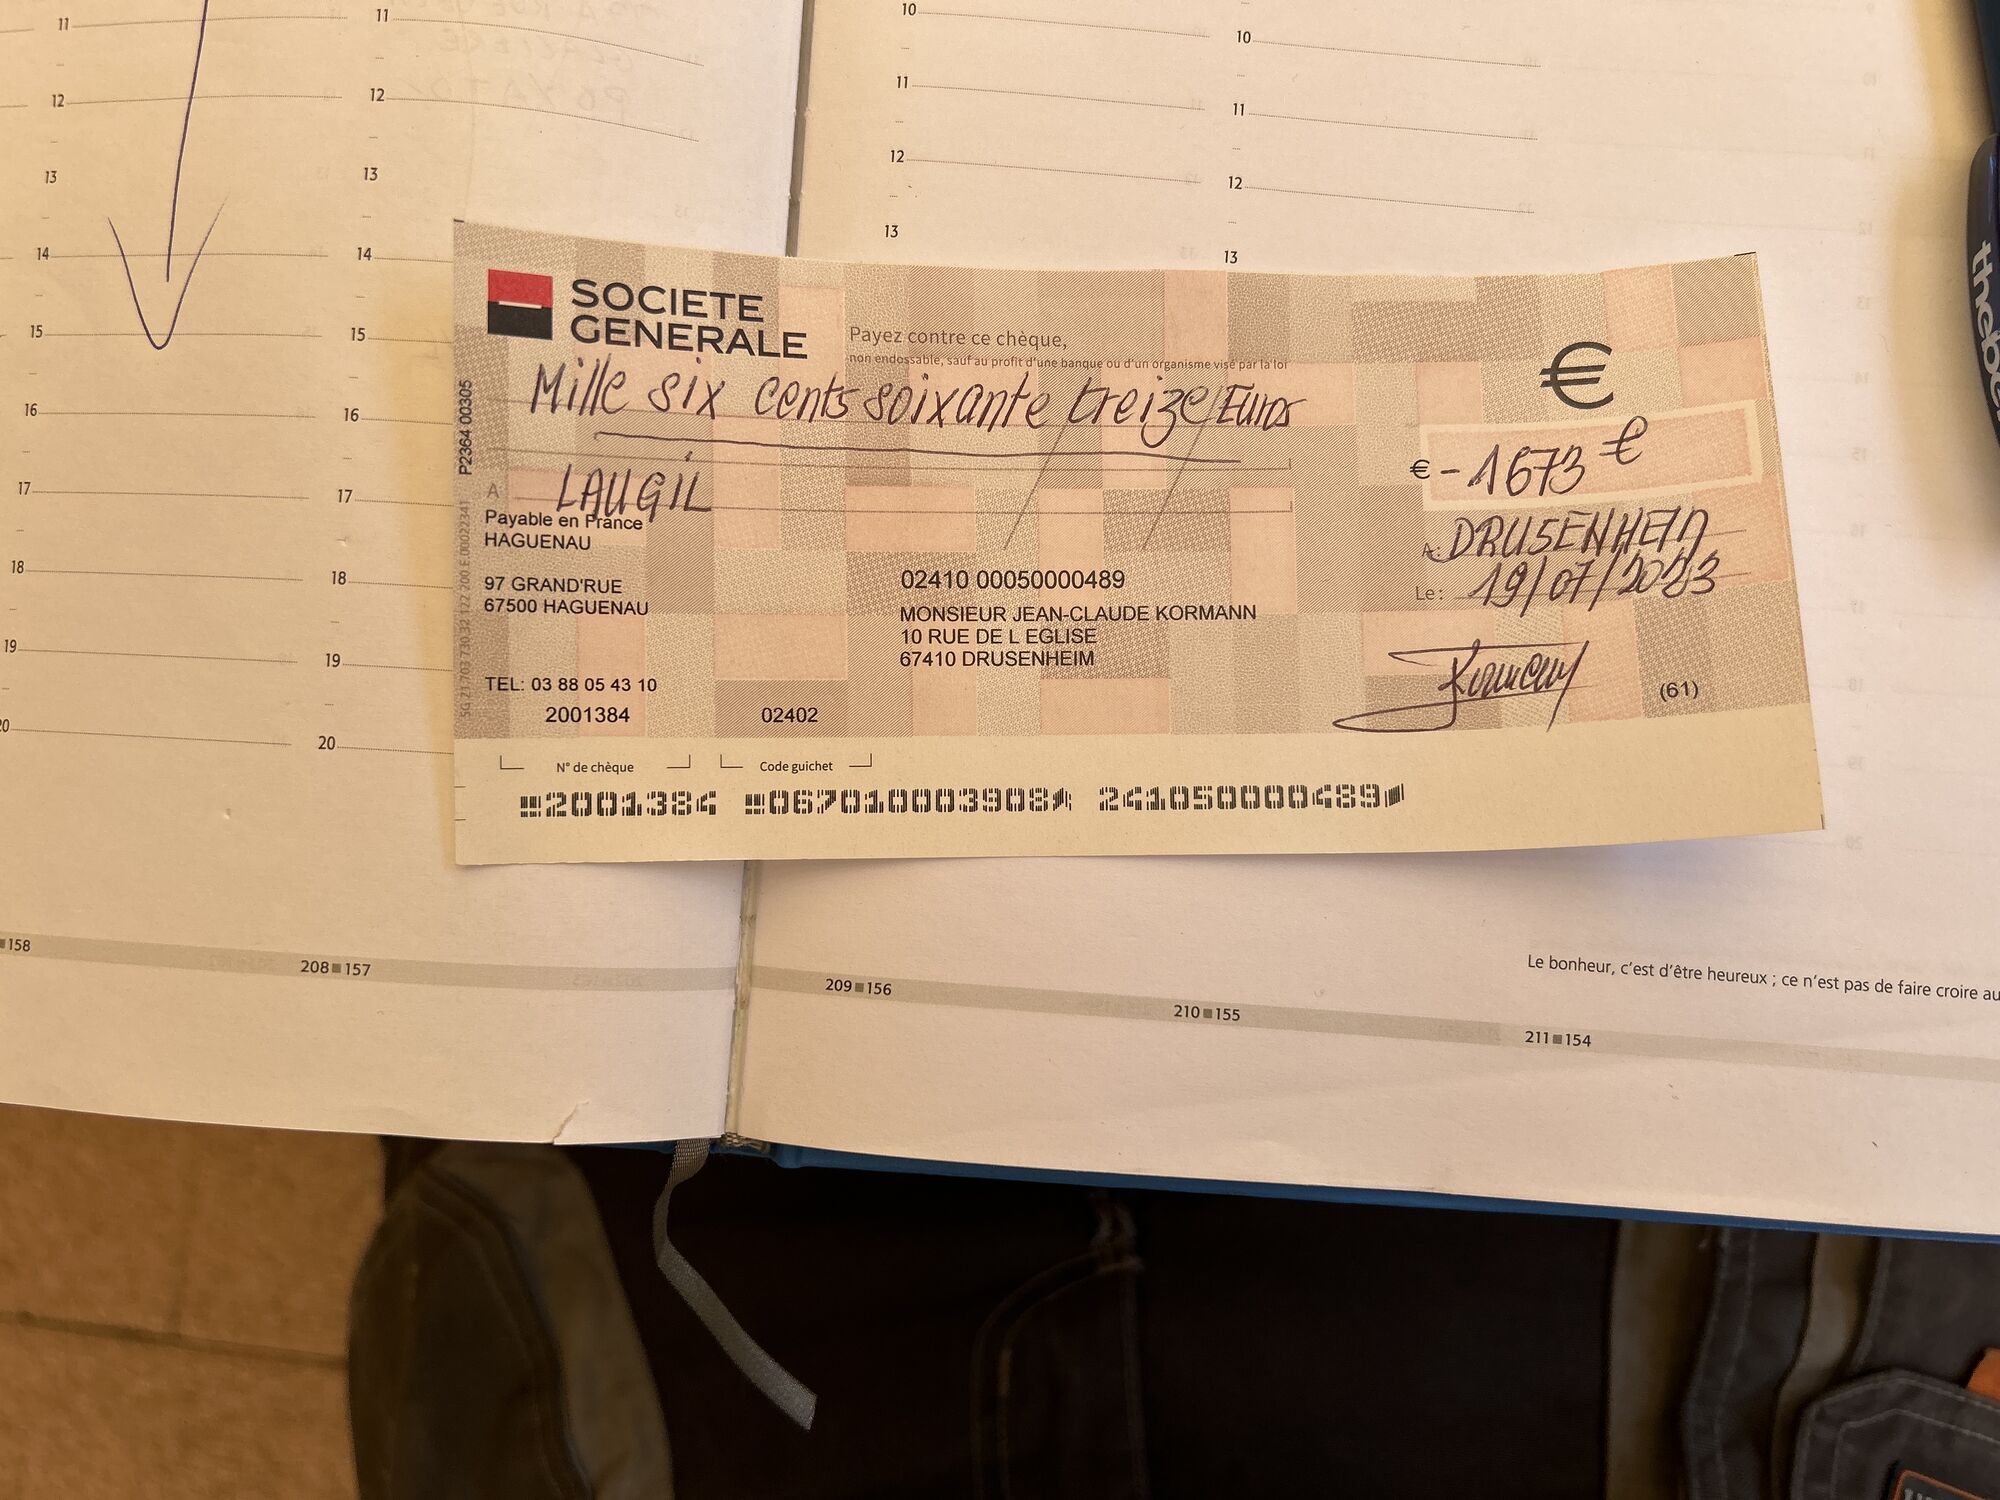 11
12
13
14
15
16
17
18
19
20
11
12
13
14
15
16
17
18
19
20
10
11
12
13
10
11
12
13
SOCIETE
GENERALE
Payez contre ce chèque,
non endossable, sauf au profit d'une banque ou d'un organisme visé par la loi
€
Mille six cents soixante treize Euros
€ - 1673 €
A LAUGIL
Payable en France
HAGUENAU
A: DRUSENHEIM
Le: 19/07/2023
97 GRAND'RUE
67500 HAGUENAU
02410 00050000489
MONSIEUR JEAN-CLAUDE KORMANN
10 RUE DE L EGLISE
67410 DRUSENHEIM
TEL: 03 88 05 43 10
(61)
2001384 02402
N° de chèque Code guichet
2001384 067010003908 241050000489
P2364 00305
158
208 157
209 156
210 155
211 154
Le bonheur, c'est d'être heureux ; ce n'est pas de faire croire au